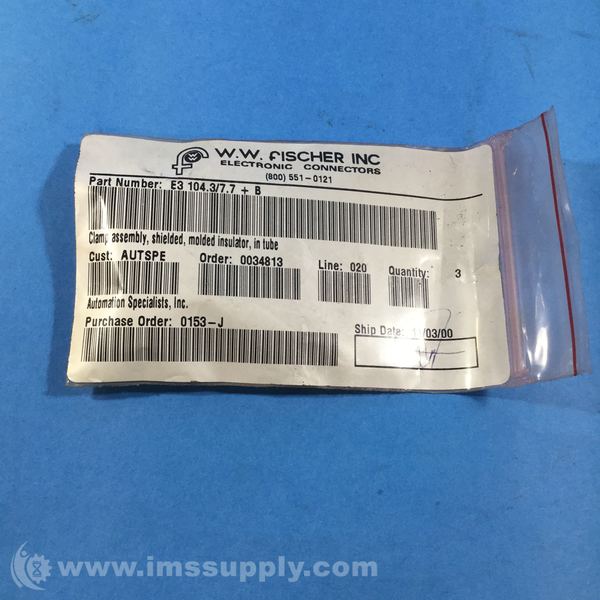 W.W. FISCHER INC
ELECTRONIC CONNECTORS
(800) 551-0121
Part Number: E3 104.3/7.7 + B
Clamp assembly, shielded, molded insulator, in tube
Cust: AUTSPE Order: 0034813 Line: 020 Quantity: 3
Automation Specialists, Inc.
Purchase Order: 0153-J
Ship Date: /03/00
www.imssupply.com